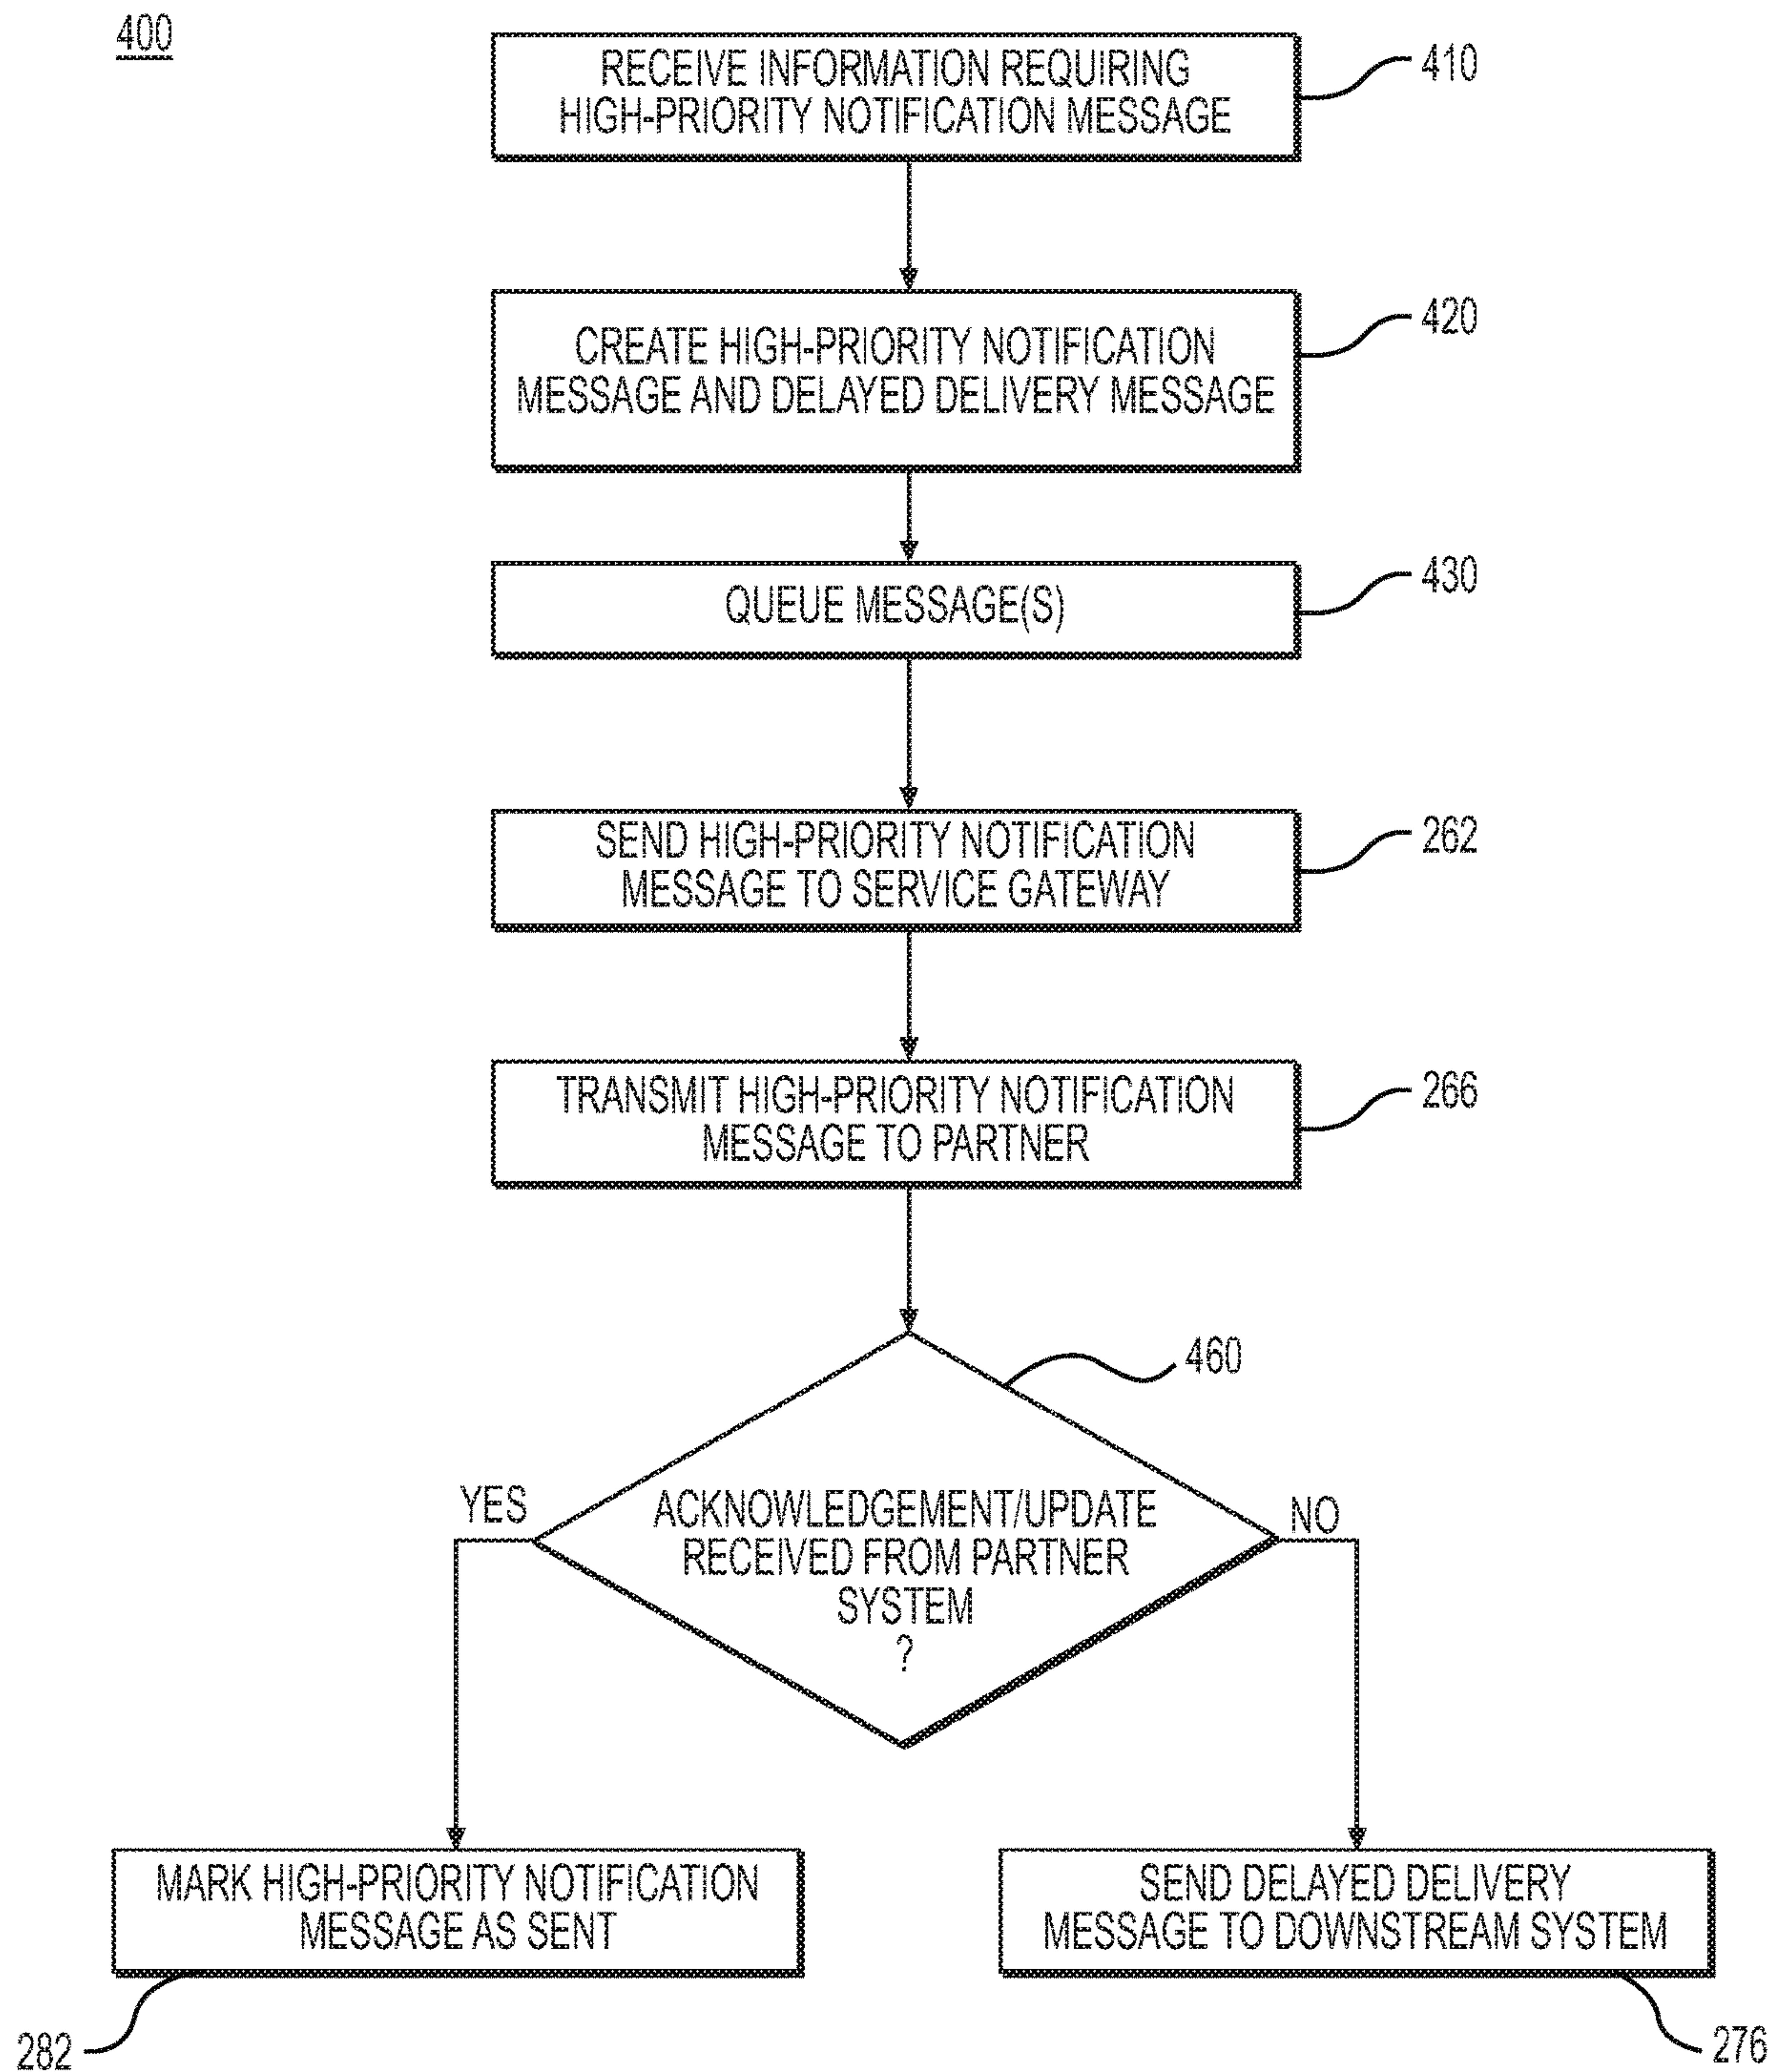 400
RECEIVE INFORMATION REQUIRING
HIGH-PRIORITY NOTIFICATION MESSAGE
410
CREATE HIGH-PRIORITY NOTIFICATION
MESSAGE AND DELAYED DELIVERY MESSAGE
420
QUEUE MESSAGE(S)
430
SEND HIGH-PRIORITY NOTIFICATION
MESSAGE TO SERVICE GATEWAY
262
TRANSMIT HIGH-PRIORITY NOTIFICATION
MESSAGE TO PARTNER
266
460
YES
ACKNOWLEDGEMENT/UPDATE
RECEIVED FROM PARTNER
SYSTEM
?
NO
MARK HIGH-PRIORITY NOTIFICATION
MESSAGE AS SENT
282
SEND DELAYED DELIVERY
MESSAGE TO DOWNSTREAM SYSTEM
276